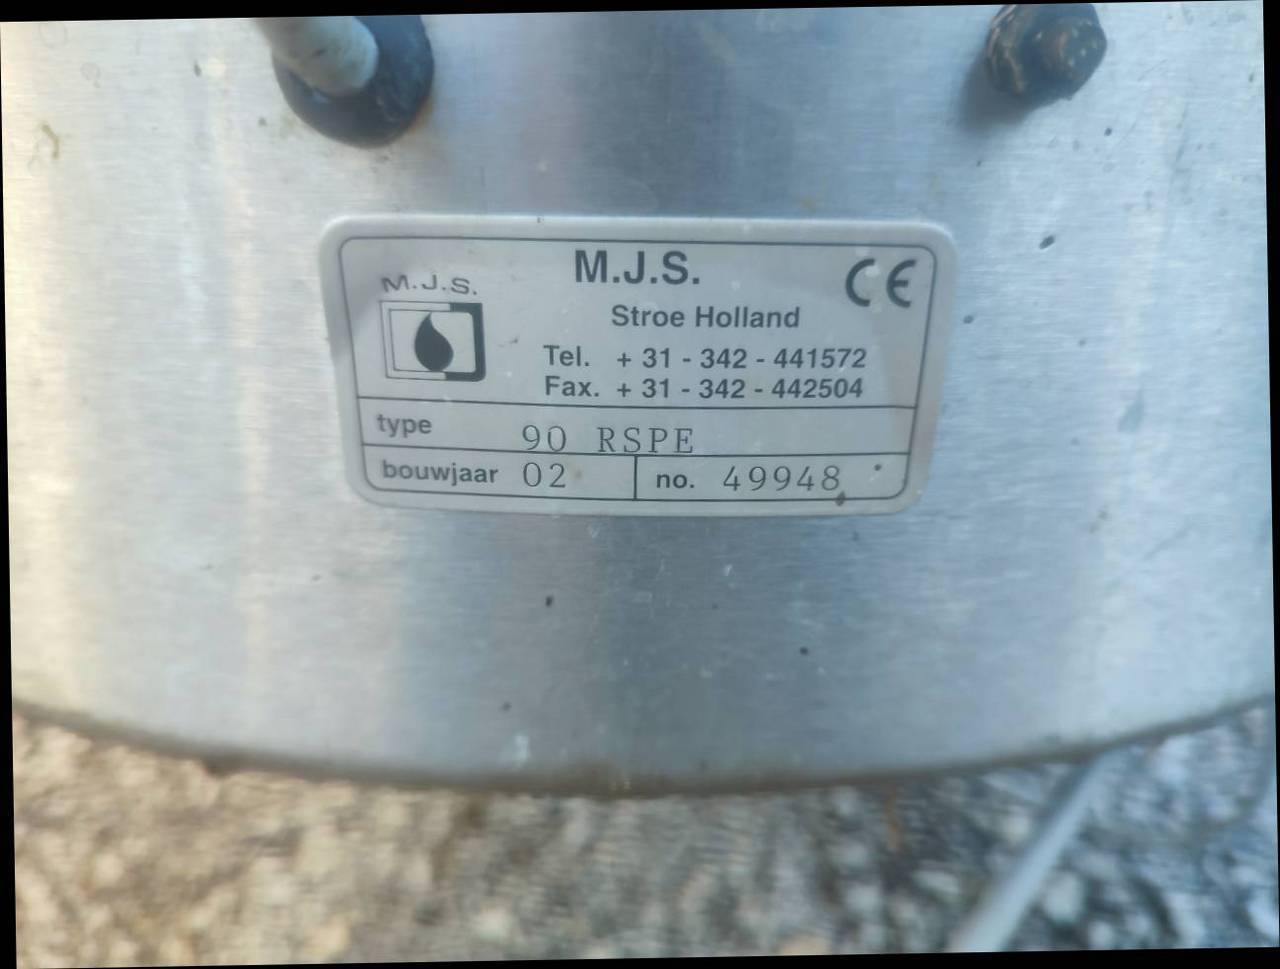 M.J.S.
M.J.S.
CE
Stroe Holland
Tel. + 31 - 342 - 441572
Fax. + 31 - 342 - 442504
type 90 RSPE
bouwjaar 02 no. 49948